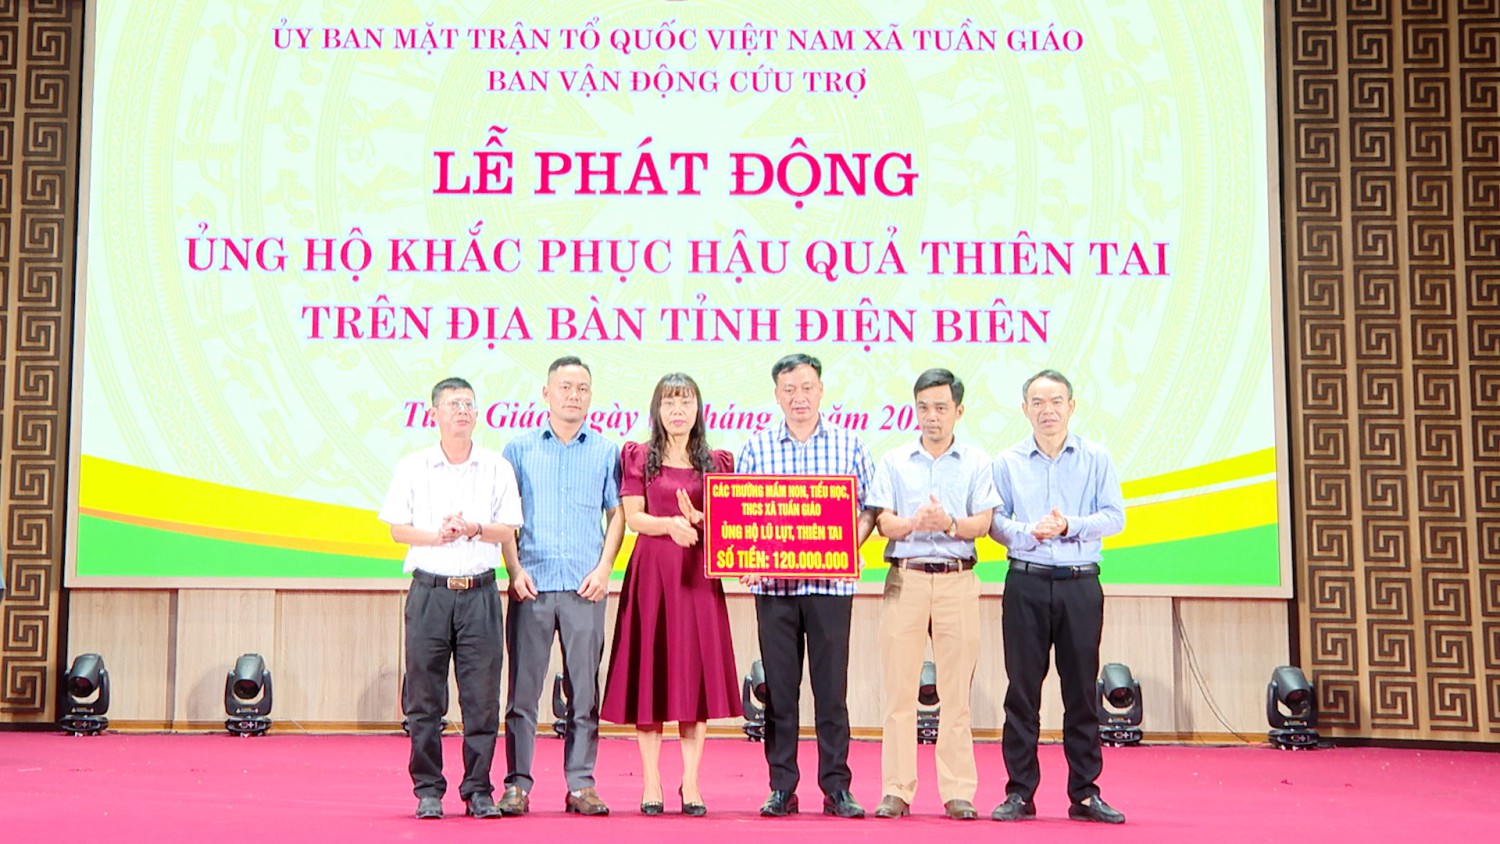 ỦY BAN MẶT TRẬN TỔ QUỐC VIỆT NAM XÃ TUẦN GIÁO
BAN VẬN ĐỘNG CỨU TRỢ
LỄ PHÁT ĐỘNG
ỦNG HỘ KHẮC PHỤC HẬU QUẢ THIÊN TAI
TRÊN ĐỊA BÀN TỈNH ĐIỆN BIÊN
Giáo, ngày năm
CÁC TRƯỜNG MẦM NON, TIỂU HỌC,
THCS XÃ TUẦN GIÁO
ỦNG HỘ LŨ LỤT, THIÊN TAI
SỐ TIỀN: 120.000.000